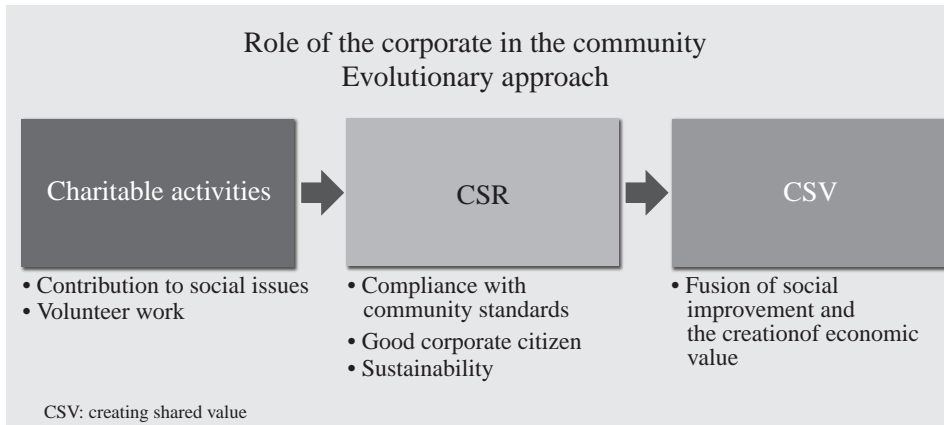 Role of the corporate in the community
Evolutionary approach
Charitable activities
CSR
CSV
• Contribution to social issues
• Volunteer work
• Compliance with
community standards
• Good corporate citizen
• Sustainability
• Fusion of social
improvement and
the creationof economic
value
CSV: creating shared value